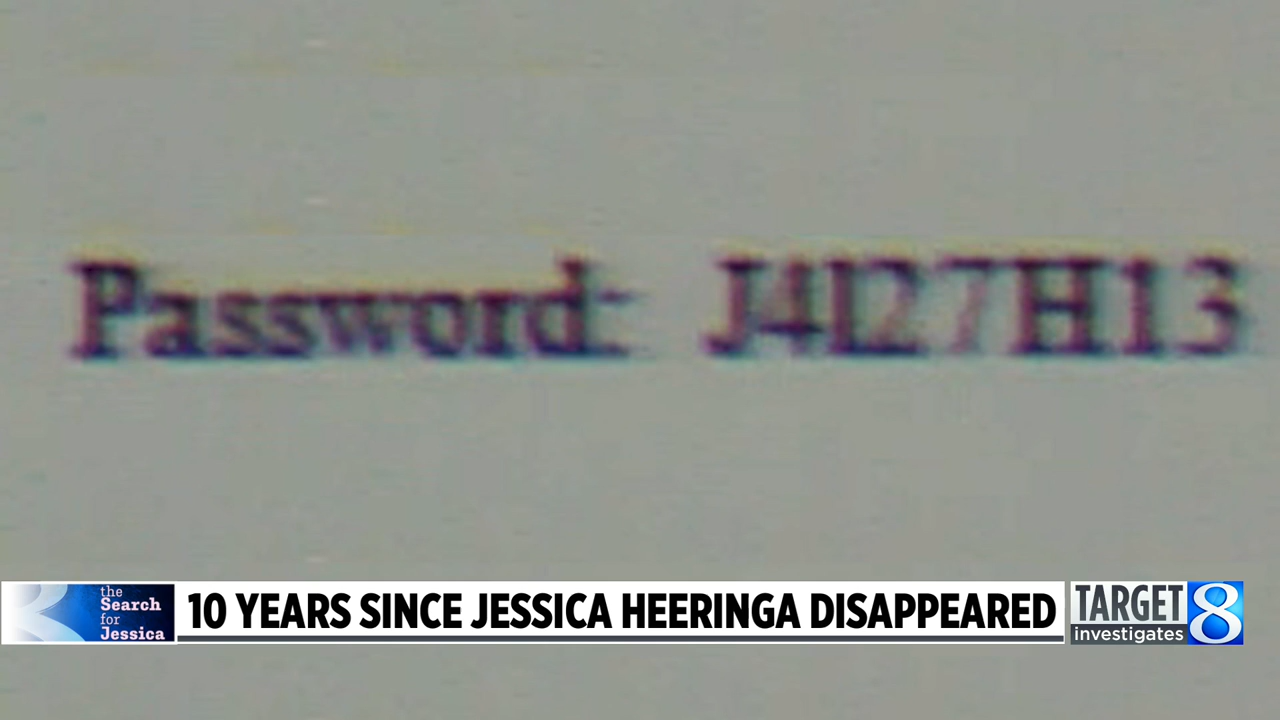 Password: J4I27H13
the
Search
for
Jessica
10 YEARS SINCE JESSICA HEERINGA DISAPPEARED
TARGET 8
investigates